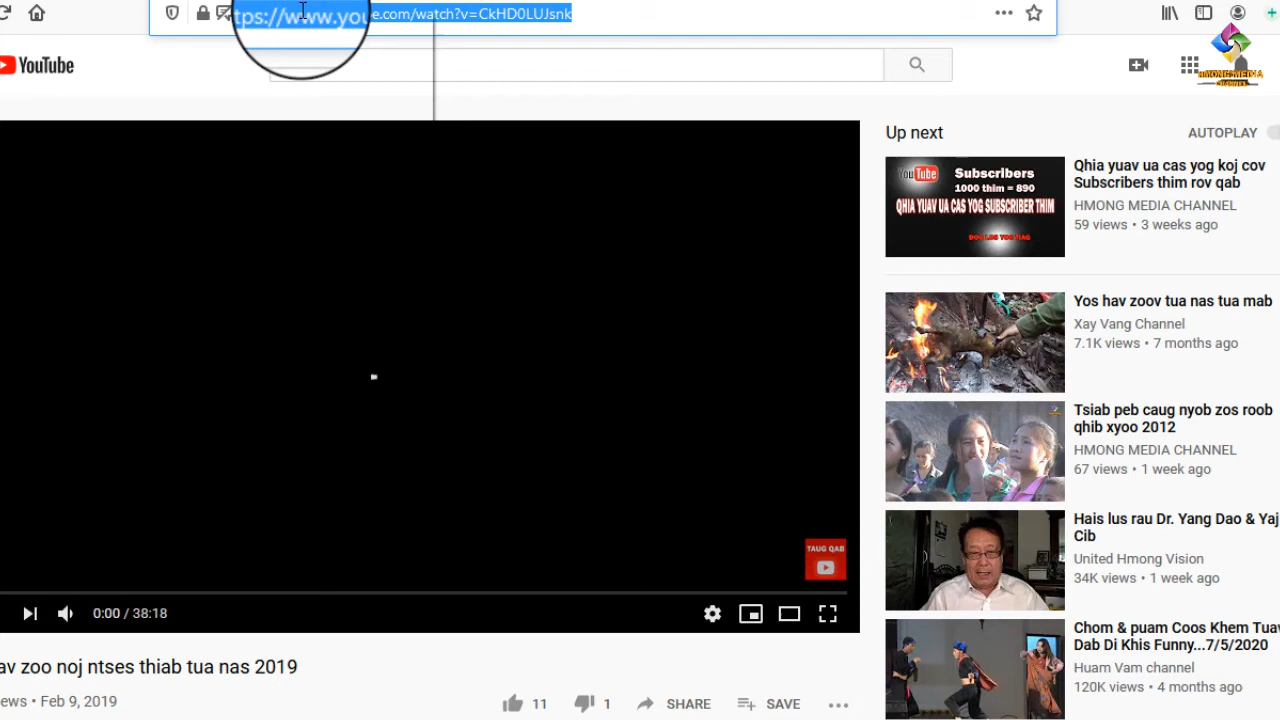 tps://www.youe.com/watch?v=CkHD0LUJsnk
YouTube
HMONG MEDIA
CHANNEL
Up next
AUTOPLAY
YouTube Subscribers
1000 thim = 890
QHIA YUAV UA CAS YOG SUBSCRIBER THIM
Qhia yuav ua cas yog koj cov
Subscribers thim rov qab
HMONG MEDIA CHANNEL
59 views • 3 weeks ago
Yos hav zoov tua nas tua mab
Xay Vang Channel
7.1K views • 7 months ago
Tsiab peb caug nyob zos roob
qhib xyoo 2012
HMONG MEDIA CHANNEL
67 views • 1 week ago
Hais lus rau Dr. Yang Dao & Yaj
Cib
United Hmong Vision
34K views • 1 week ago
Chom & puam Coos Khem Tua
Dab Di Khis Funny...7/5/2020
Huam Vam channel
120K views • 4 months ago
TAUG QAB
0:00 / 38:18
av zoo noj ntses thiab tua nas 2019
ews • Feb 9, 2019
11
1
SHARE
SAVE